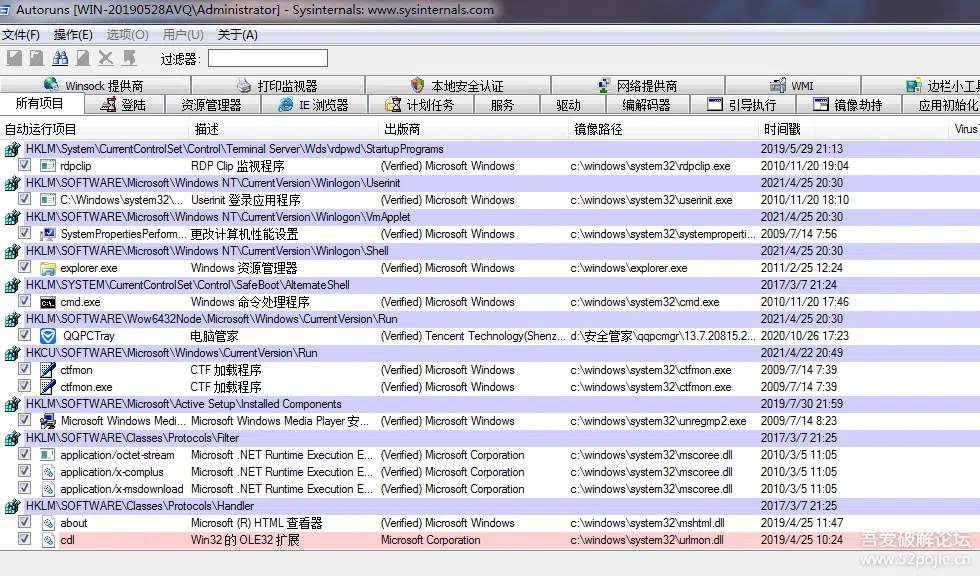 Autoruns [WIN-20190528AVQ\Administrator] - Sysinternals: www.sysinternals.com
文件(F) 操作(E) 选项(O) 用户(U) 关于(A)
过滤器:
Winsock 提供商 打印监视器 本地安全认证 网络提供商 WMI 边栏小工具
所有项目 登陆 资源管理器 IE 浏览器 计划任务 服务 驱动 编解码器 引导执行 镜像劫持 应用初始化
自动运行项目 描述 出版商 镜像路径 时间戳 Virus
HKLM\System\CurrentControlSet\Control\Terminal Server\Wds\rdpwd\StartupPrograms 2019/5/29 21:13
rdpclip RDP Clip 监视程序 (Verified) Microsoft Windows c:\windows\system32\rdpclip.exe 2010/11/20 19:04
HKLM\SOFTWARE\Microsoft\Windows NT\CurrentVersion\Winlogon\Userinit 2021/4/25 20:30
C:\Windows\system32\... Userinit 登录应用程序 (Verified) Microsoft Windows c:\windows\system32\userinit.exe 2010/11/20 18:10
HKLM\SOFTWARE\Microsoft\Windows NT\CurrentVersion\Winlogon\VmApplet 2021/4/25 20:30
SystemPropertiesPerform... 更改计算机性能设置 (Verified) Microsoft Windows c:\windows\system32\systemproperti... 2009/7/14 7:56
HKLM\SOFTWARE\Microsoft\Windows NT\CurrentVersion\Winlogon\Shell 2021/4/25 20:30
explorer.exe Windows 资源管理器 (Verified) Microsoft Windows c:\windows\explorer.exe 2011/2/25 12:24
HKLM\SYSTEM\CurrentControlSet\Control\SafeBoot\AlternateShell 2017/3/7 21:24
cmd.exe Windows 命令处理程序 (Verified) Microsoft Windows c:\windows\system32\cmd.exe 2010/11/20 17:46
HKLM\SOFTWARE\Wow6432Node\Microsoft\Windows\CurrentVersion\Run 2021/4/25 20:30
QQPCTray 电脑管家 (Verified) Tencent Technology(Shenz... d:\安全管家\qqpcmgr\13.7.20815.2... 2020/10/26 17:23
HKCU\SOFTWARE\Microsoft\Windows\CurrentVersion\Run 2021/4/22 20:49
ctfmon CTF 加载程序 (Verified) Microsoft Windows c:\windows\system32\ctfmon.exe 2009/7/14 7:39
ctfmon.exe CTF 加载程序 (Verified) Microsoft Windows c:\windows\system32\ctfmon.exe 2009/7/14 7:39
HKLM\SOFTWARE\Microsoft\Active Setup\Installed Components 2019/7/30 21:59
Microsoft Windows Medi... Microsoft Windows Media Player 安... (Verified) Microsoft Windows c:\windows\system32\unregmp2.exe 2009/7/14 8:23
HKLM\SOFTWARE\Classes\Protocols\Filter 2017/3/7 21:25
application/octet-stream Microsoft .NET Runtime Execution E... (Verified) Microsoft Corporation c:\windows\system32\mscoree.dll 2010/3/5 11:05
application/x-complus Microsoft .NET Runtime Execution E... (Verified) Microsoft Corporation c:\windows\system32\mscoree.dll 2010/3/5 11:05
application/x-msdownload Microsoft .NET Runtime Execution E... (Verified) Microsoft Corporation c:\windows\system32\mscoree.dll 2010/3/5 11:05
HKLM\SOFTWARE\Classes\Protocols\Handler 2017/3/7 21:25
about Microsoft (R) HTML 查看器 (Verified) Microsoft Windows c:\windows\system32\mshtml.dll 2019/4/25 11:47
cdl Win32 的 OLE32 扩展 Microsoft Corporation c:\windows\system32\urlmon.dll 2019/4/25 10:24
吾爱破解论坛
www.52pojie.cn